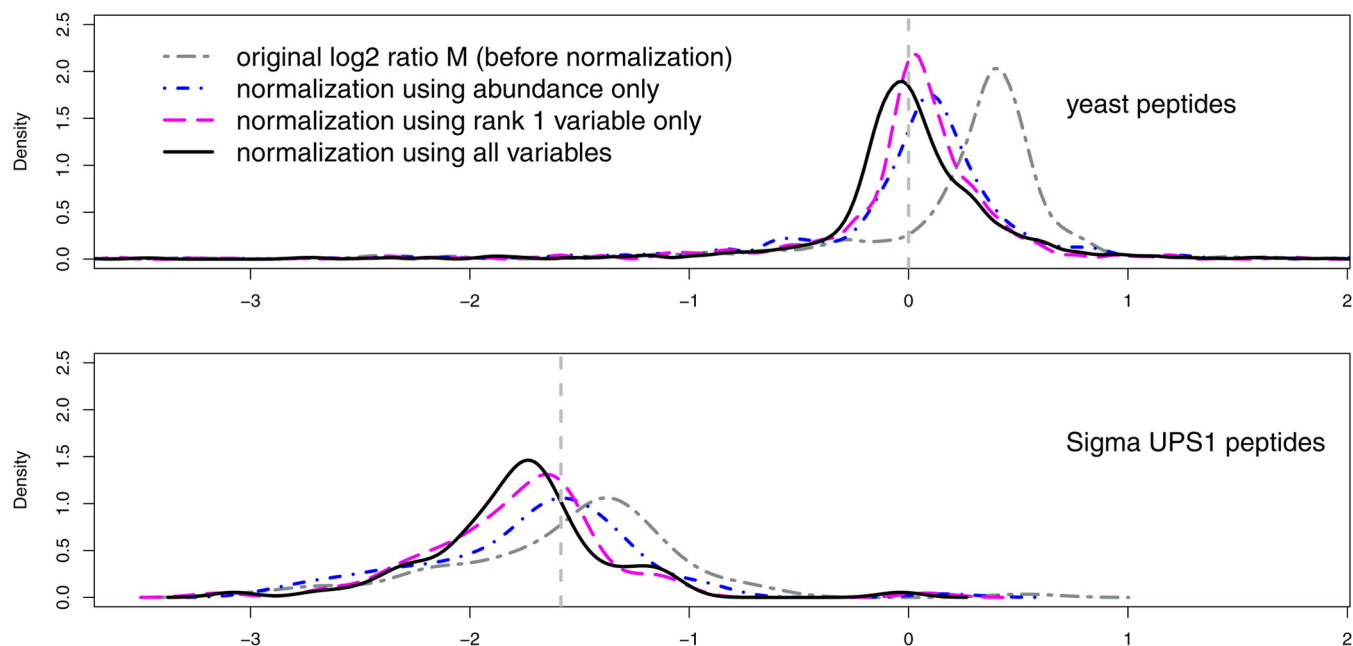 2.5
2.0
1.5
1.0
0.5
0.0
Density
original log2 ratio M (before normalization)
normalization using abundance only
normalization using rank 1 variable only
normalization using all variables
yeast peptides
−3 −2 −1 0 1 2
2.5
2.0
1.5
1.0
0.5
0.0
Density
Sigma UPS1 peptides
−3 −2 −1 0 1 2